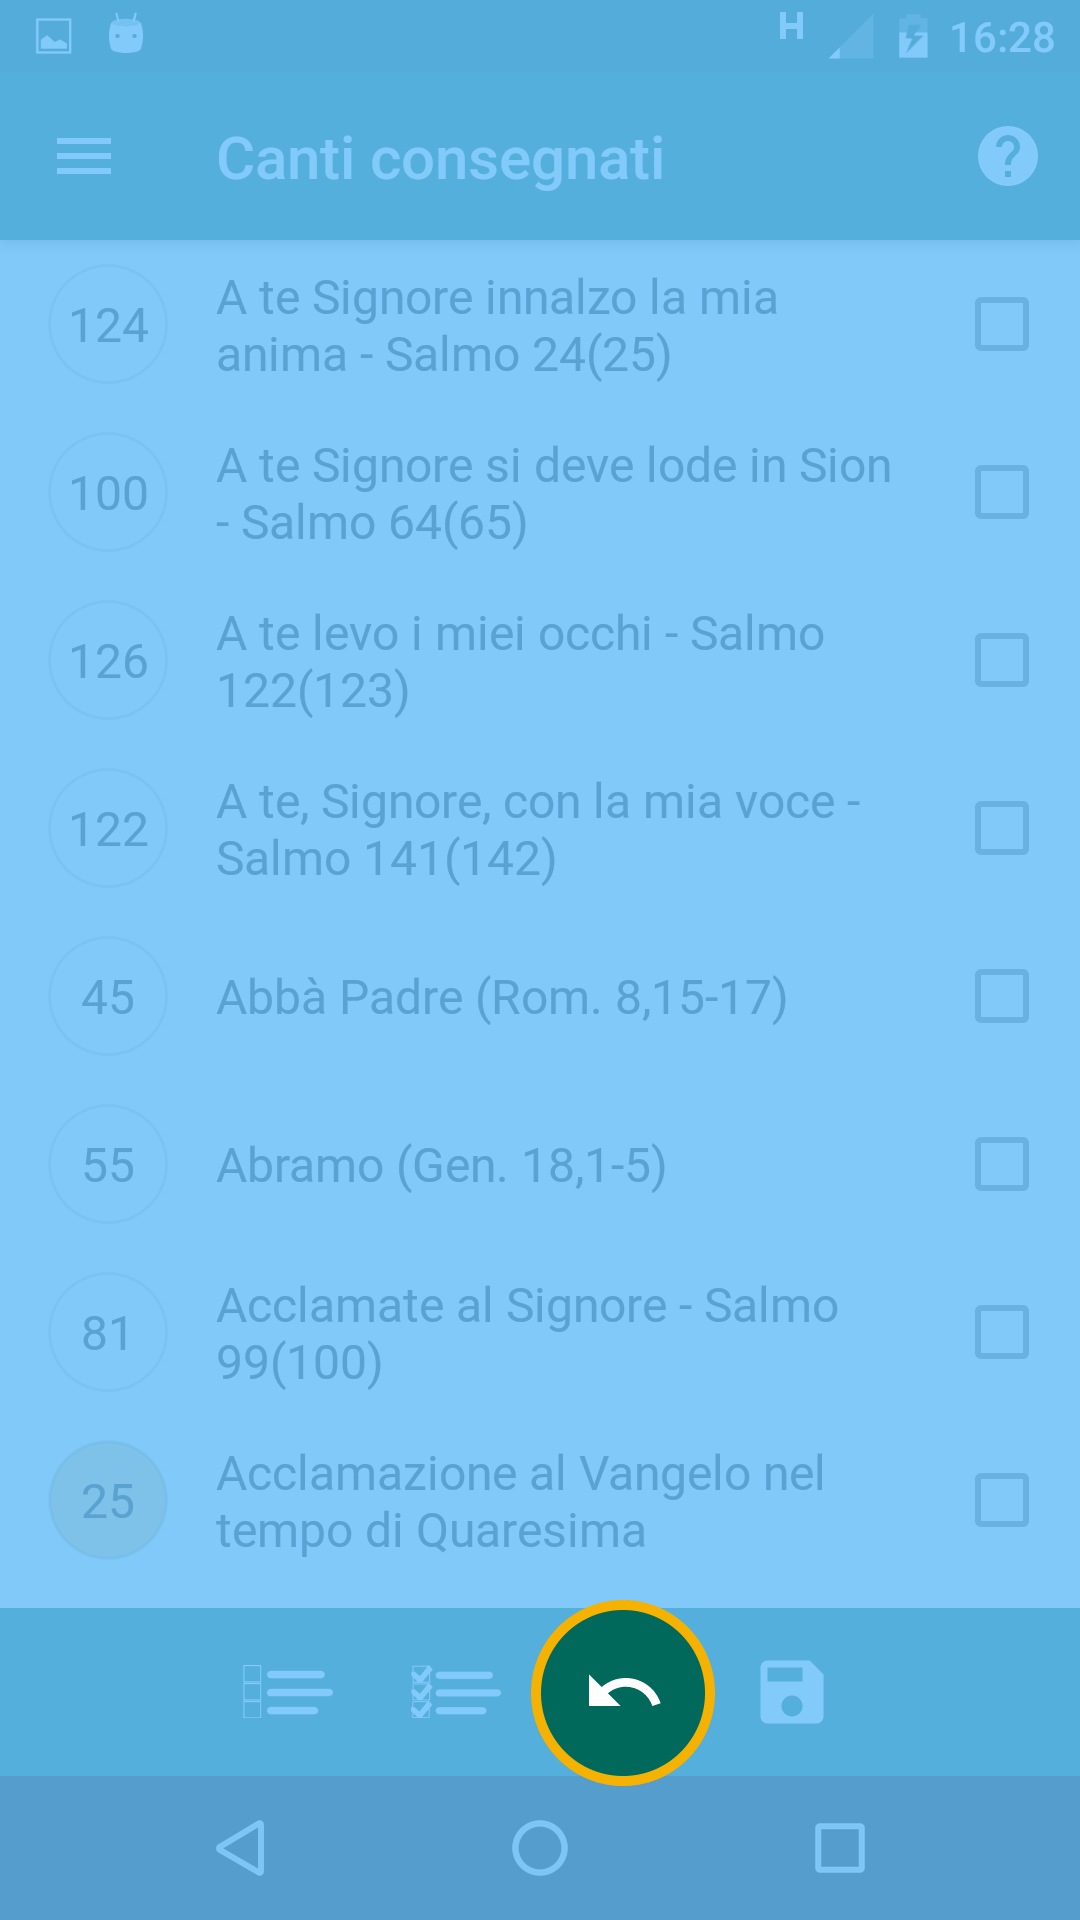 H 16:28
Canti consegnati ?
124 A te Signore innalzo la mia
anima - Salmo 24(25)
100 A te Signore si deve lode in Sion
- Salmo 64(65)
126 A te levo i miei occhi - Salmo
122(123)
122 A te, Signore, con la mia voce -
Salmo 141(142)
45 Abbà Padre (Rom. 8,15-17)
55 Abramo (Gen. 18,1-5)
81 Acclamate al Signore - Salmo
99(100)
25 Acclamazione al Vangelo nel
tempo di Quaresima